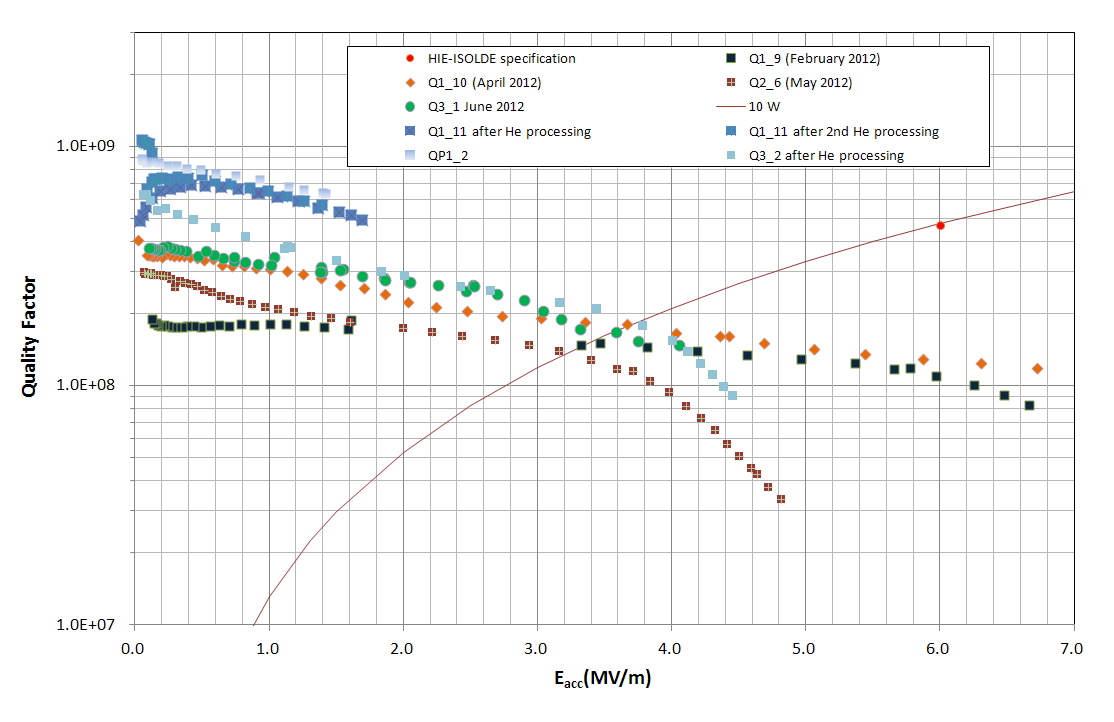 HIE-ISOLDE specification
Q1_9 (February 2012)
Q1_10 (April 2012)
Q2_6 (May 2012)
Q3_1 June 2012
10 W
Q1_11 after He processing
Q1_11 after 2nd He processing
QP1_2
Q3_2 after He processing
1.0E+09
1.0E+08
1.0E+07
Quality Factor
0.0 1.0 2.0 3.0 4.0 5.0 6.0 7.0
Eacc(MV/m)